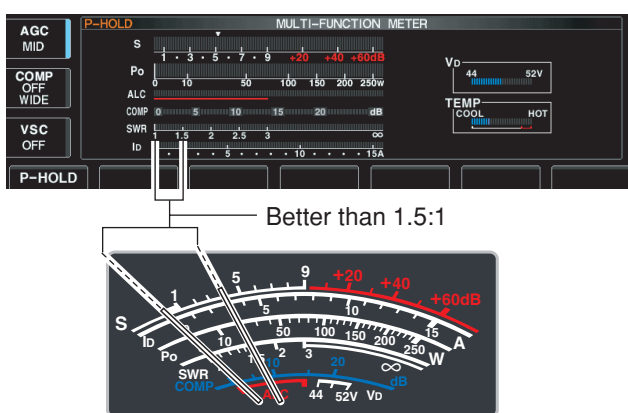 P-HOLD MULTI-FUNCTION METER
AGC
MID
COMP
OFF
WIDE
VSC
OFF
S 1 · 3 · 5 · 7 · 9 +20 +40 +60dB
Po 0 10 50 100 150 200 250W
ALC
COMP 0 5 10 15 20 dB
SWR 1 1.5 2 2.5 3 ∞
ID · · 5 · · · · 10 · · · · 15A
VD
44 52V
TEMP
COOL HOT
P-HOLD
Better than 1.5:1
S 1 5 9 +20 +40 +60dB
ID 5 10 15 A
Po 10 50 100 150 200 250 W
SWR 1.5 2 3 ∞
COMP 10 20 dB
ALC 44 52V VD